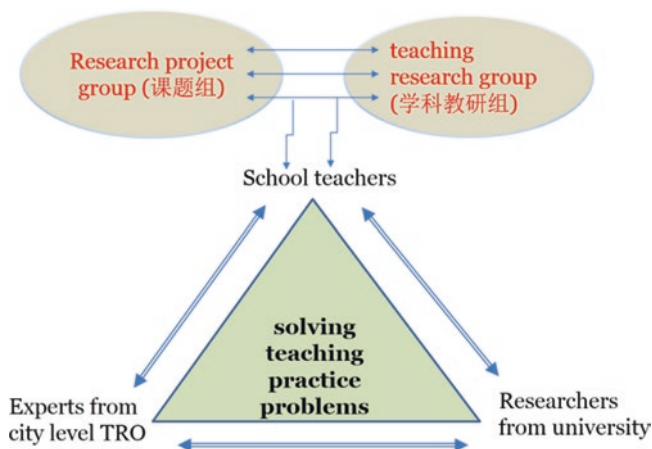 Research project
group (课题组)
teaching
research group
(学科教研组)
School teachers
solving
teaching
practice
problems
Experts from
city level TRO
Researchers
from university